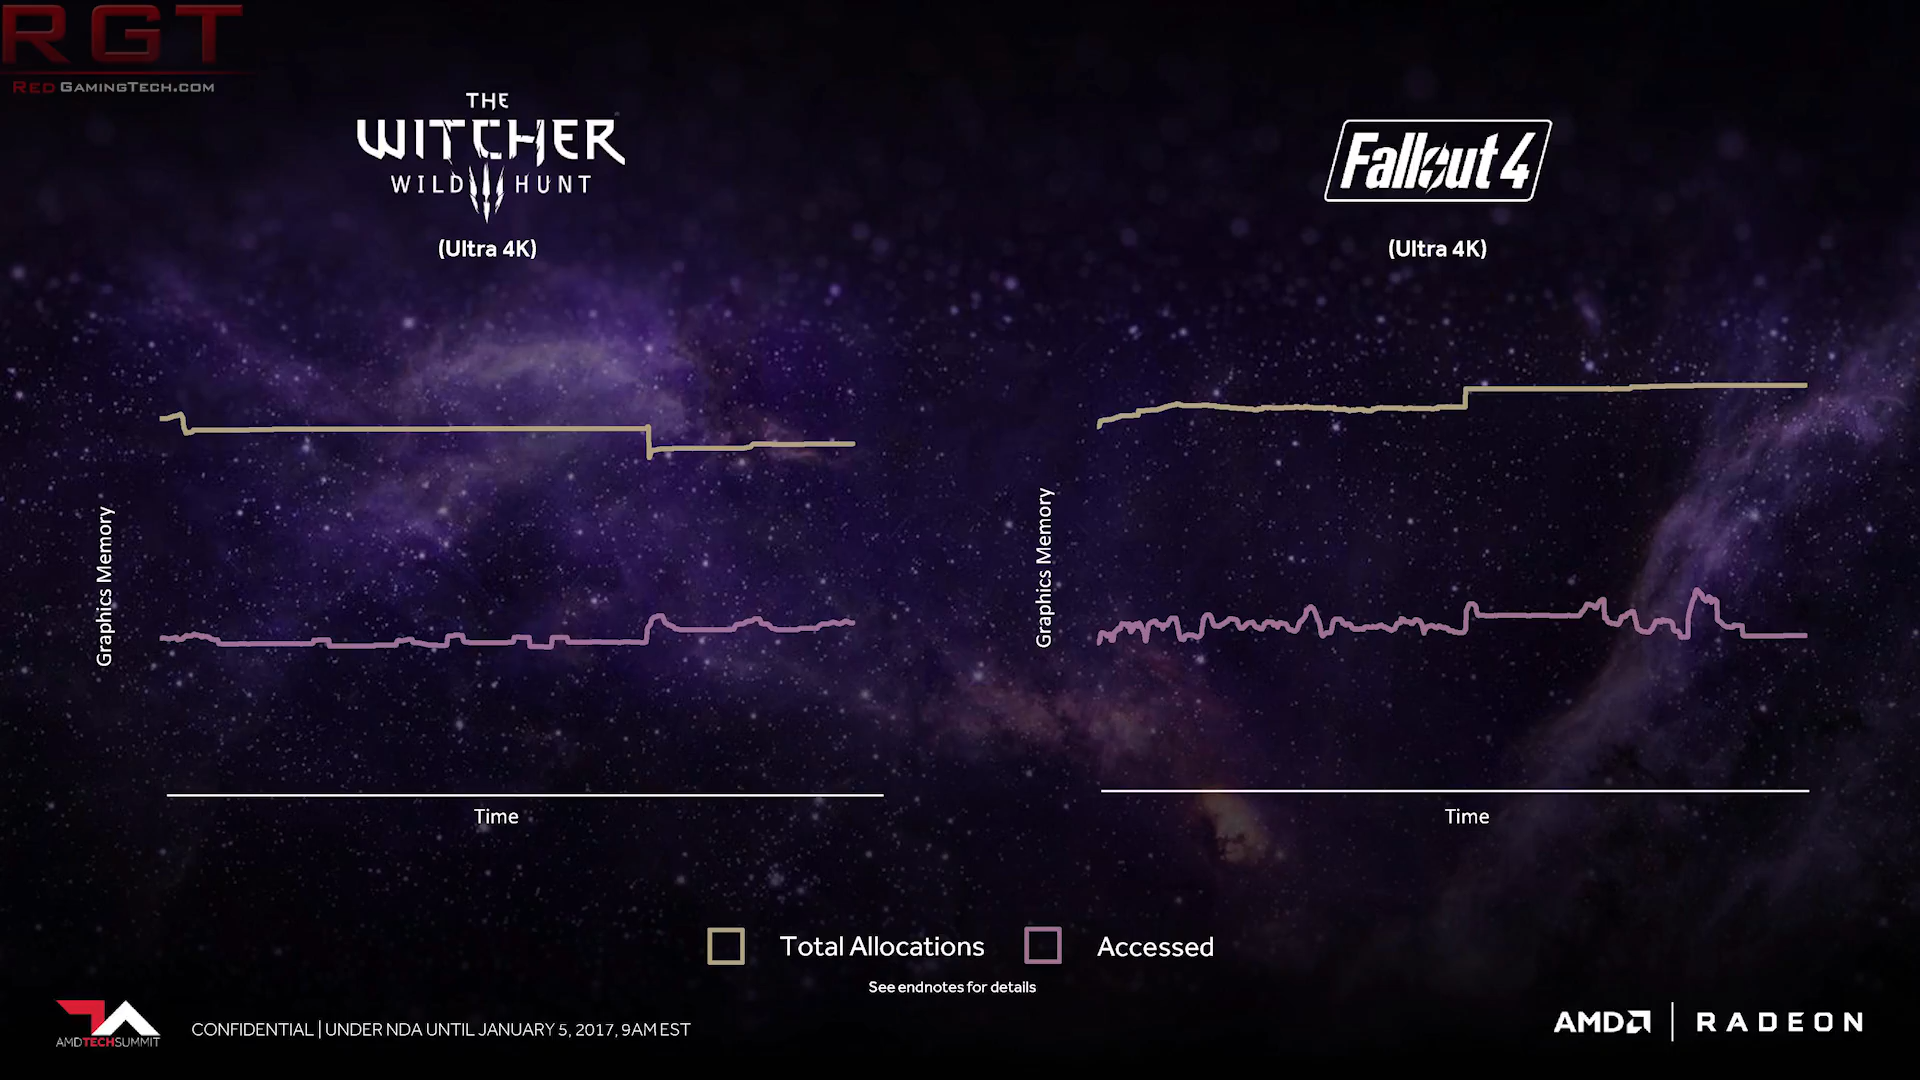 RGT
RED GAMINGTECH.COM
THE
WITCHER
WILD HUNT
(Ultra 4K)
Graphics Memory
Time
Fallout 4
(Ultra 4K)
Graphics Memory
Time
Total Allocations
Accessed
See endnotes for details
AMDTECHSUMMIT
CONFIDENTIAL | UNDER NDA UNTIL JANUARY 5, 2017, 9AM EST
AMD | RADEON